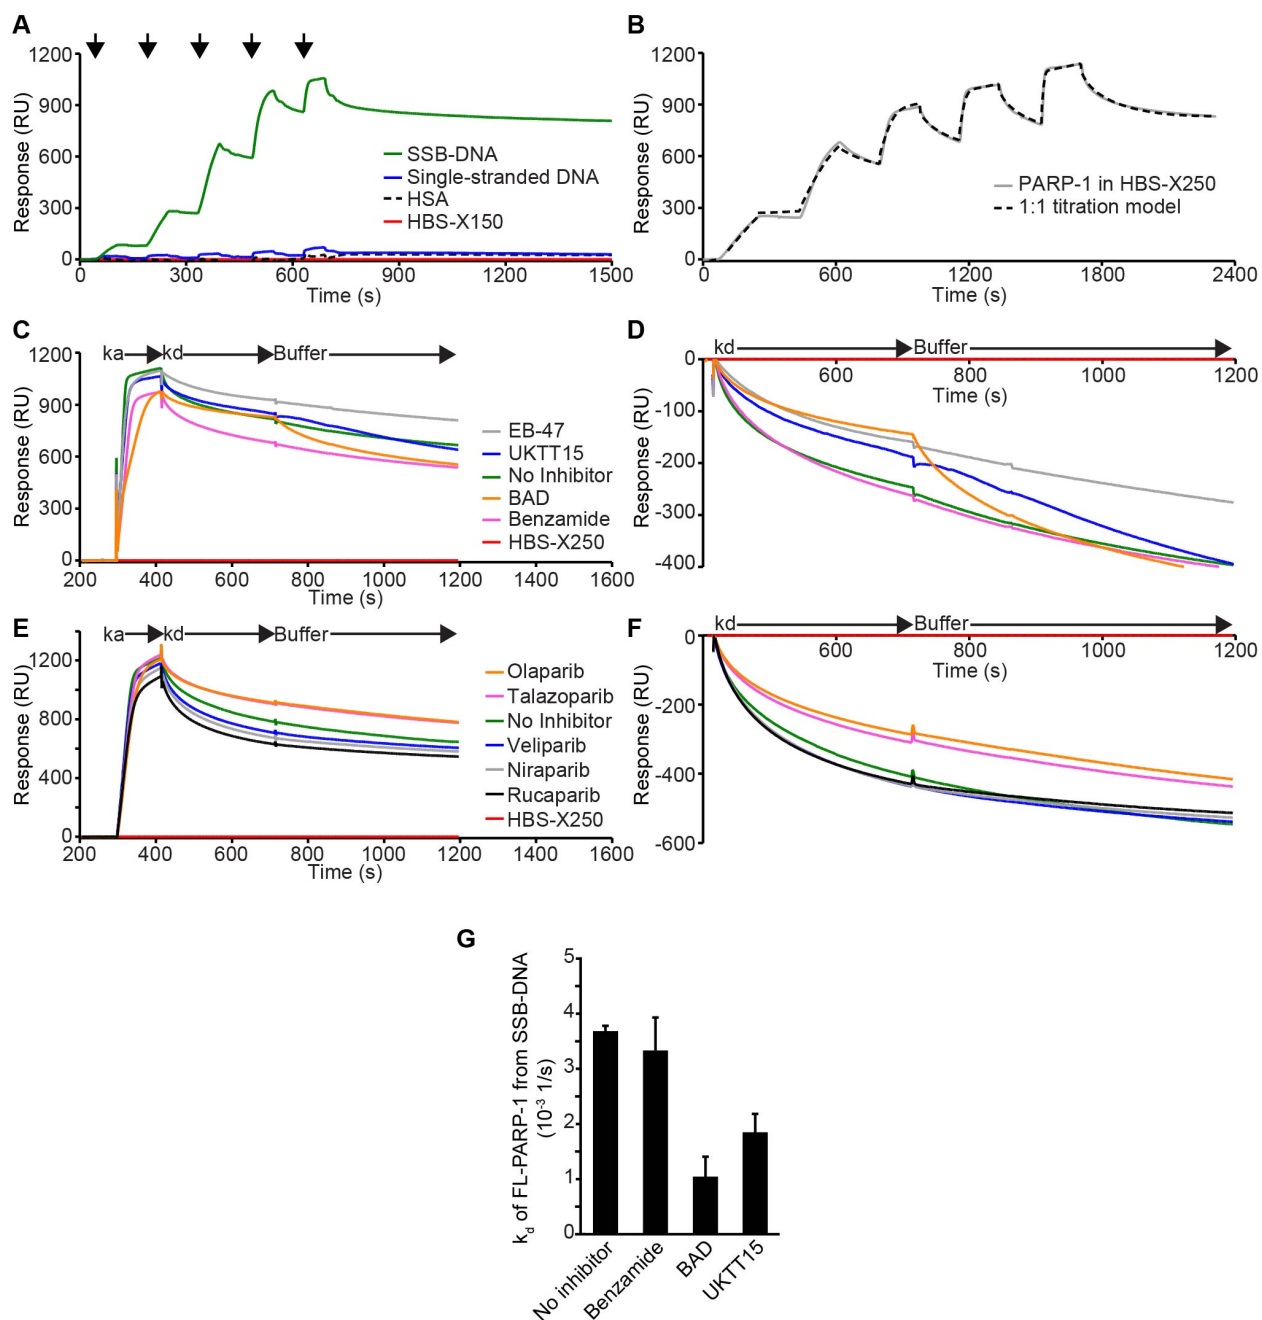 A
1200
900
600
300
0
Response (RU)
0
300
600
900
1200
1500
Time (s)
SSB-DNA
Single-stranded DNA
HSA
HBS-X150
B
1200
900
600
300
0
Response (RU)
0
600
1200
1800
2400
Time (s)
PARP-1 in HBS-X250
1:1 titration model
C
ka
kd
Buffer
1200
900
600
300
0
Response (RU)
200
400
600
800
1000
1200
1400
1600
Time (s)
EB-47
UKTT15
No Inhibitor
BAD
Benzamide
HBS-X250
D
kd
Buffer
0
-100
-200
-300
-400
Response (RU)
600
800
1000
1200
Time (s)
E
ka
kd
Buffer
1200
800
400
0
Response (RU)
200
400
600
800
1000
1200
1400
1600
Time (s)
Olaparib
Talazoparib
No Inhibitor
Veliparib
Niraparib
Rucaparib
HBS-X250
F
kd
Buffer
0
-200
-400
-600
Response (RU)
600
800
1000
1200
Time (s)
G
5
4
3
2
1
0
kd of FL-PARP-1 from SSB-DNA
(10-3 1/s)
No inhibitor
Benzamide
BAD
UKTT15